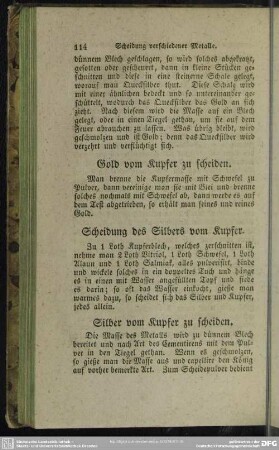 114 Scheidung verschiedener Metalle.
dünnem Blech geschlagen, so wird solches abgekneipt,
gesotten oder gescheuert, dann in kleine Stücken ge-
schnitten und diese in eine steinerne Schale gelegt,
worauf man Quecksilber thut. Diese Schale wird
mit einer ähnlichen bedeckt und so untereinander ge-
schüttelt, wodurch das Quecksilber das Gold an sich
zieht. Nach diesem wird die Masse auf ein Blech
gelegt, oder in einen Tiegel gethan, um sie auf dem
Feuer abrauchen zu lassen. Was übrig bleibt, wird
geschmolzen und ist Gold; denn das Quecksilber wird
verzehrt und verflüchtigt sich.
Gold vom Kupfer zu scheiden.
Man brenne die Kupfermasse mit Schwefel zu
Pulver, dann vereinige man sie mit Blei und brenne
solches nochmals mit Schwefel ab, dann werde es auf
dem Test abgetrieben, so erhält man feines und reines
Gold.
Scheidung des Silbers vom Kupfer.
Zu 1 Loth Kupferblech, welches zerschnitten ist,
nehme man 2 Loth Vitriol, 1 Loth Schwefel, 1 Loth
Alaun und 1 Loth Salmiak, alles pulverisirt, binde
und wickele solches in ein doppeltes Tuch und hänge
es in einen mit Wasser angefüllten Topf und siede
es darin; so oft das Wasser einkocht, gieße man
warmes dazu, so scheidet sich das Silber und Kupfer,
jedes allein.
Silber vom Kupfer zu scheiden.
Die Masse des Metalls wird zu dünnem Blech
bereitet und nach Art des Cementirens mit dem Pul-
ver in den Tiegel gethan. Wenn es geschmolzen,
so gieße man die Masse aus und capellire den König
auf vorher bemerkte Art. Zum Scheidepulver bedient